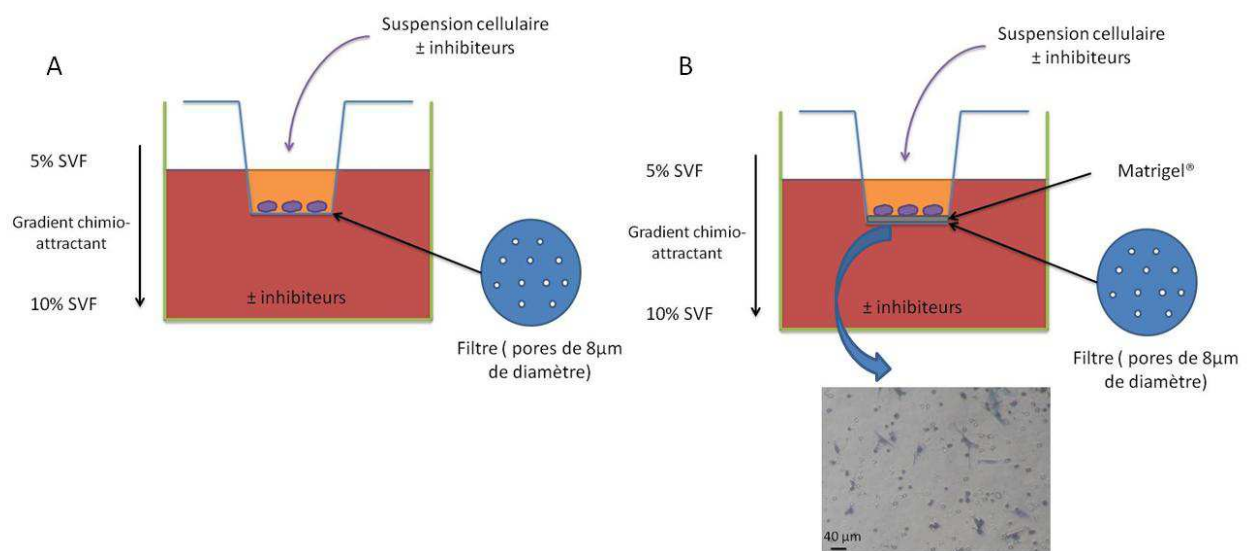 A
Suspension cellulaire
± inhibiteurs
5% SVF
Gradient chimio-
attractant
10% SVF
± inhibiteurs
Filtre ( pores de 8µm
de diamètre)
B
Suspension cellulaire
± inhibiteurs
5% SVF
Matrigel®
Gradient chimio-
attractant
10% SVF
± inhibiteurs
Filtre ( pores de 8µm
de diamètre)
40 µm